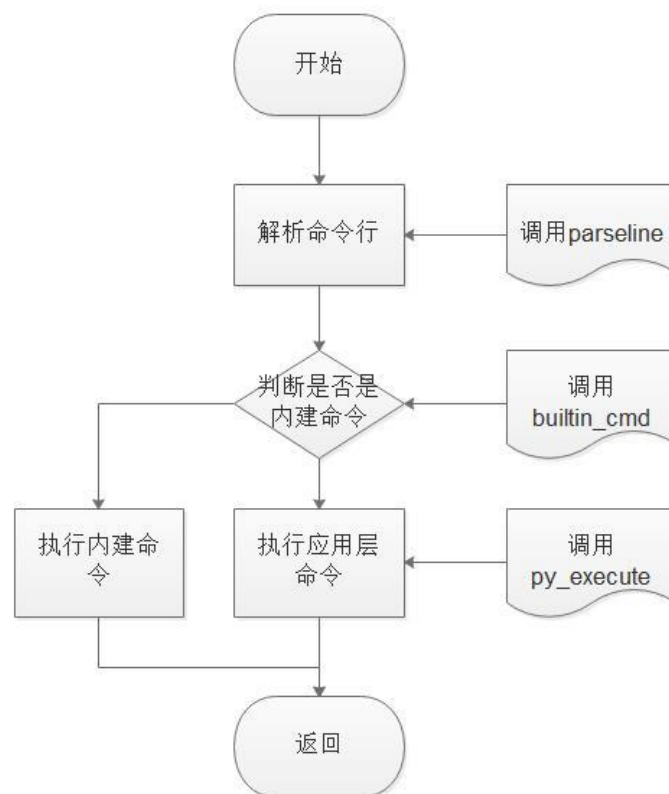 开始
解析命令行
调用parseline
判断是否是
内建命令
调用
builtin_cmd
执行内建命
令
执行应用层
命令
调用
py_execute
返回